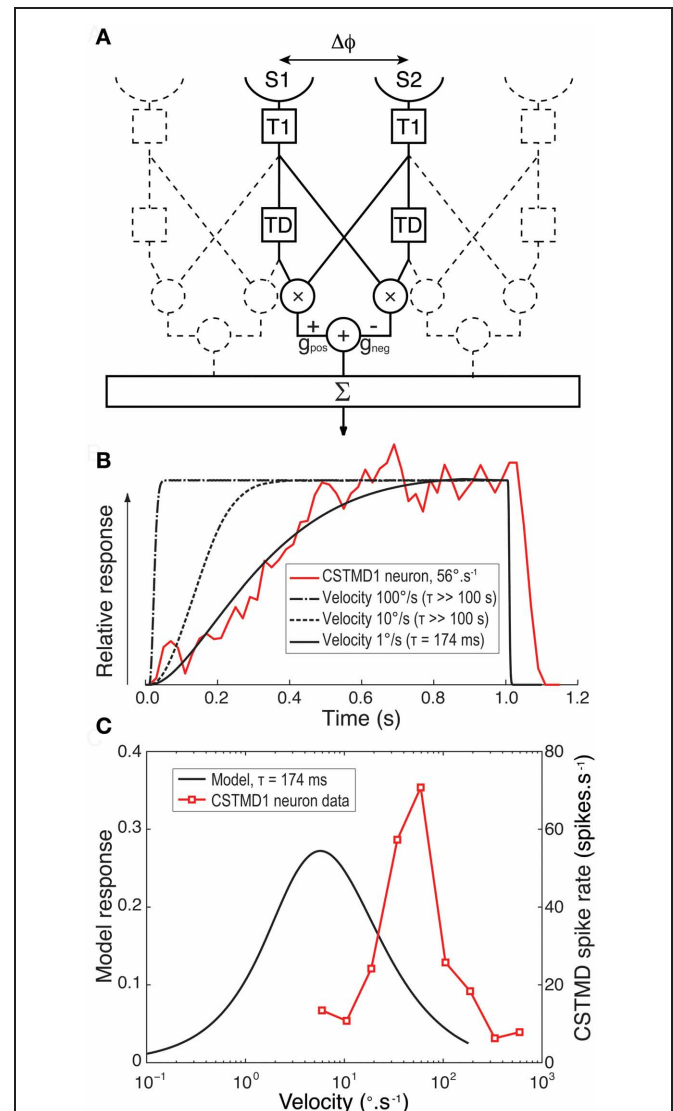 A
Δϕ
S1 S2
T1 T1
TD TD
× ×
+ + -
gpos gneg
Σ
B
Relative response
CSTMD1 neuron, 56°.s⁻¹
Velocity 100°/s (τ >> 100 s)
Velocity 10°/s (τ >> 100 s)
Velocity 1°/s (τ = 174 ms)
0.0 0.2 0.4 0.6 0.8 1.0 1.2
Time (s)
C
0.4 80
Model, τ = 174 ms
CSTMD1 neuron data
0.3 60
0.2 40
0.1 20
0 0
Model response
CSTMD spike rate (spikes.s⁻¹)
10⁻¹ 10⁰ 10¹ 10² 10³
Velocity (°.s⁻¹)